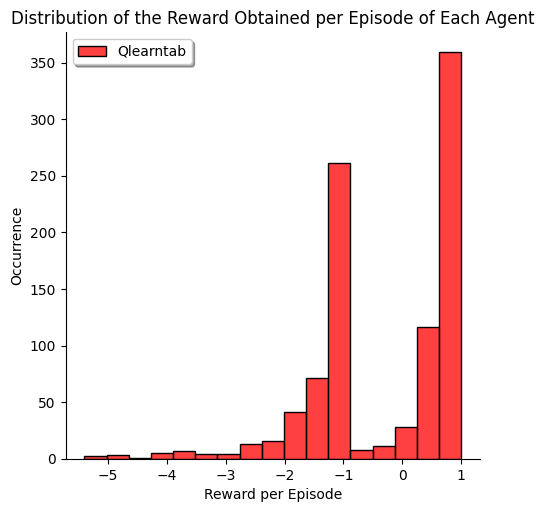 Distribution of the Reward Obtained per Episode of Each Agent
Qlearntab
350
300
250
200
150
100
50
0
Occurrence
−5 −4 −3 −2 −1 0 1
Reward per Episode